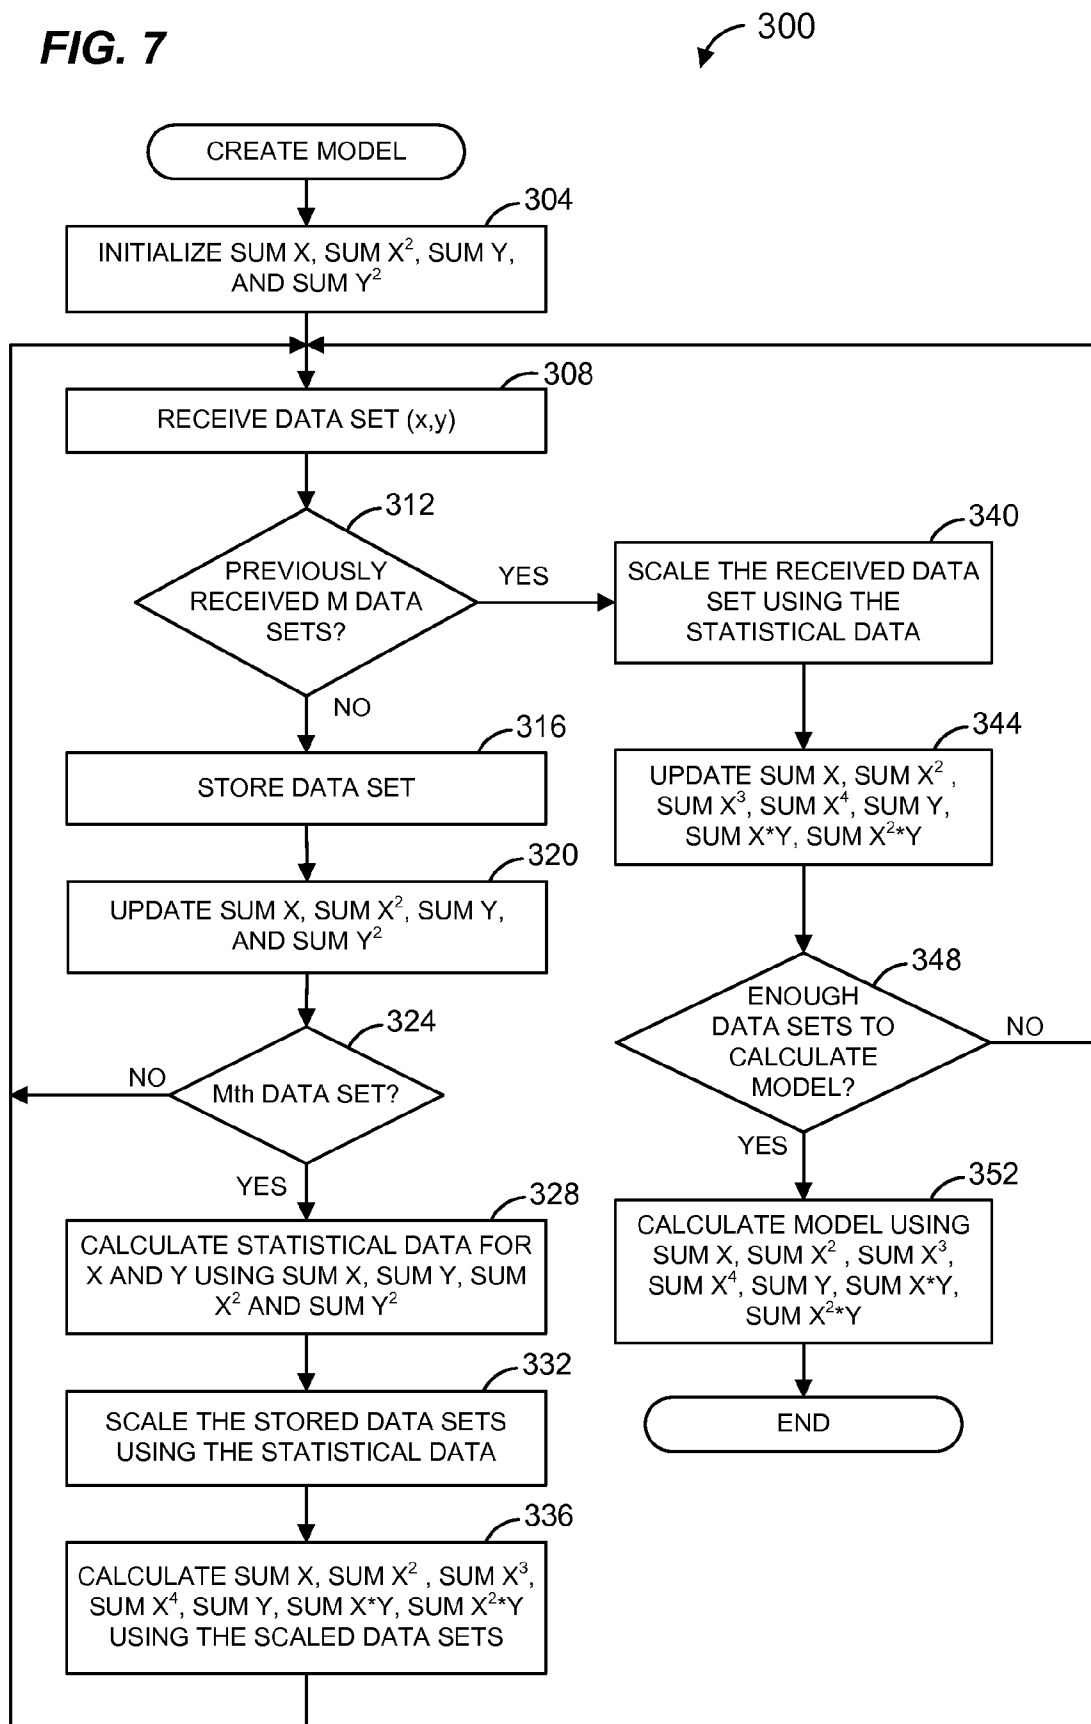 FIG. 7
300
CREATE MODEL
304
INITIALIZE SUM X, SUM X², SUM Y,
AND SUM Y²
308
RECEIVE DATA SET (x,y)
312
PREVIOUSLY
RECEIVED M DATA
SETS?
YES
NO
340
SCALE THE RECEIVED DATA
SET USING THE
STATISTICAL DATA
316
STORE DATA SET
344
UPDATE SUM X, SUM X² ,
SUM X³, SUM X⁴, SUM Y,
SUM X*Y, SUM X²*Y
320
UPDATE SUM X, SUM X², SUM Y,
AND SUM Y²
324
Mth DATA SET?
NO
YES
348
ENOUGH
DATA SETS TO
CALCULATE
MODEL?
NO
YES
328
CALCULATE STATISTICAL DATA FOR
X AND Y USING SUM X, SUM Y, SUM
X² AND SUM Y²
352
CALCULATE MODEL USING
SUM X, SUM X² , SUM X³,
SUM X⁴, SUM Y, SUM X*Y,
SUM X²*Y
332
SCALE THE STORED DATA SETS
USING THE STATISTICAL DATA
END
336
CALCULATE SUM X, SUM X² , SUM X³,
SUM X⁴, SUM Y, SUM X*Y, SUM X²*Y
USING THE SCALED DATA SETS